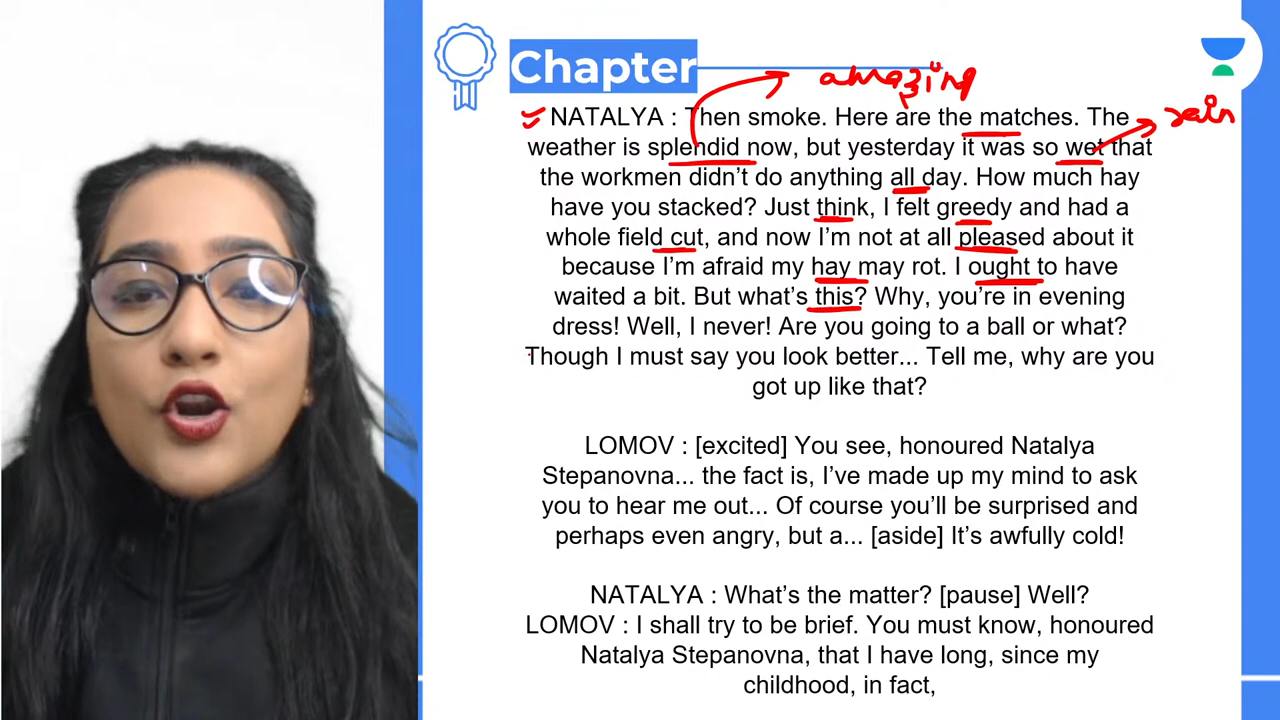 Chapter
amazing
NATALYA : Then smoke. Here are the matches. The
rain
weather is splendid now, but yesterday it was so wet that
the workmen didn't do anything all day. How much hay
have you stacked? Just think, I felt greedy and had a
whole field cut, and now I'm not at all pleased about it
because I'm afraid my hay may rot. I ought to have
waited a bit. But what's this? Why, you're in evening
dress! Well, I never! Are you going to a ball or what?
Though I must say you look better... Tell me, why are you
got up like that?
LOMOV : [excited] You see, honoured Natalya
Stepanovna... the fact is, I've made up my mind to ask
you to hear me out... Of course you'll be surprised and
perhaps even angry, but a... [aside] It's awfully cold!
NATALYA : What's the matter? [pause] Well?
LOMOV : I shall try to be brief. You must know, honoured
Natalya Stepanovna, that I have long, since my
childhood, in fact,